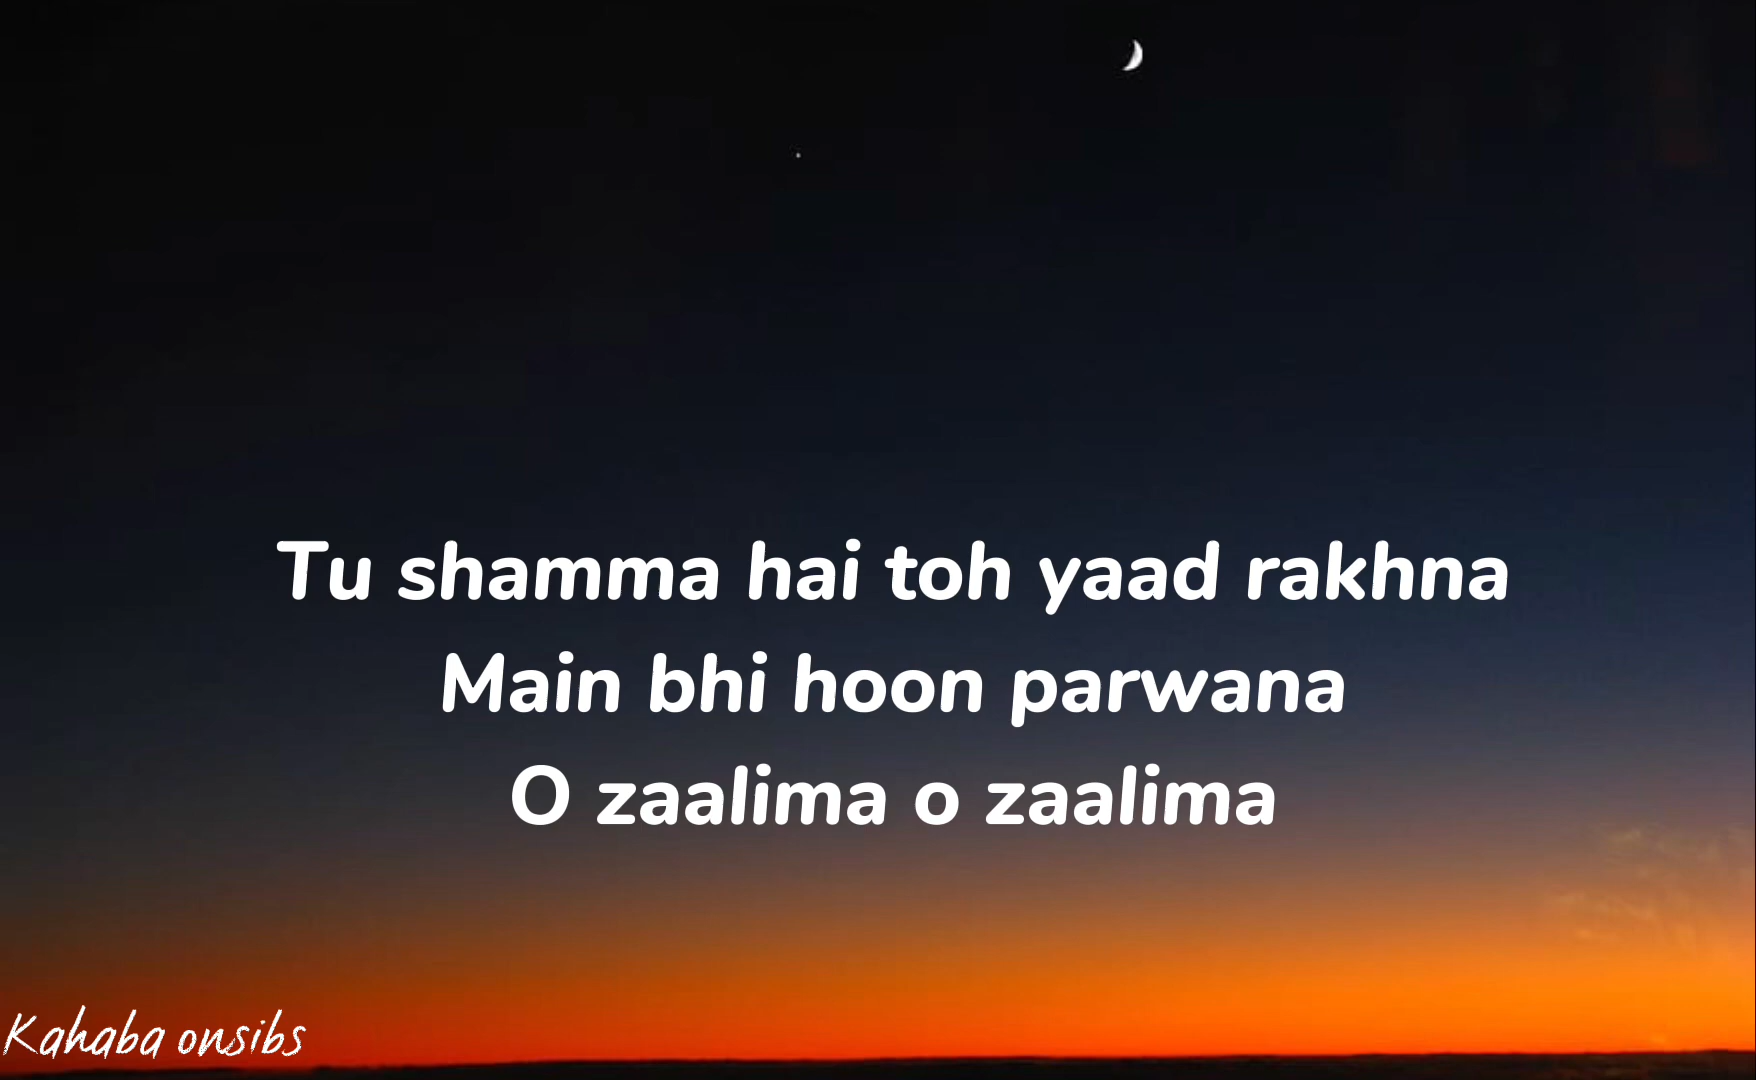 Tu shamma hai toh yaad rakhna
Main bhi hoon parwana
O zaalima o zaalima
Kahaba onsibs